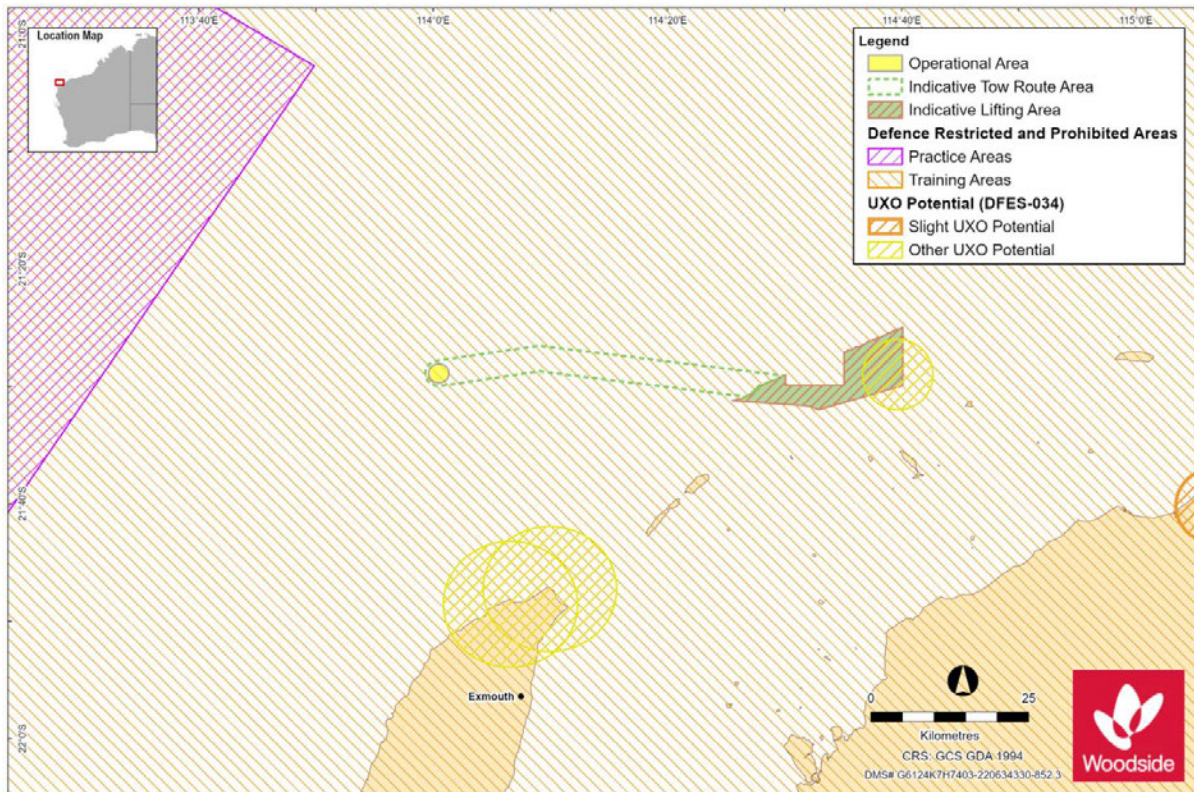 113°40'E
114°0'E
114°20'E
114°40'E
115°0'E
21°0'S
21°20'S
21°40'S
22°0'S
Location Map
Legend
Operational Area
Indicative Tow Route Area
Indicative Lifting Area
Defence Restricted and Prohibited Areas
Practice Areas
Training Areas
UXO Potential (DFES-034)
Slight UXO Potential
Other UXO Potential
Exmouth
0 25
Kilometres
CRS: GCS GDA 1994
DMS# G6124K7H7403-220634330-852.3
Woodside